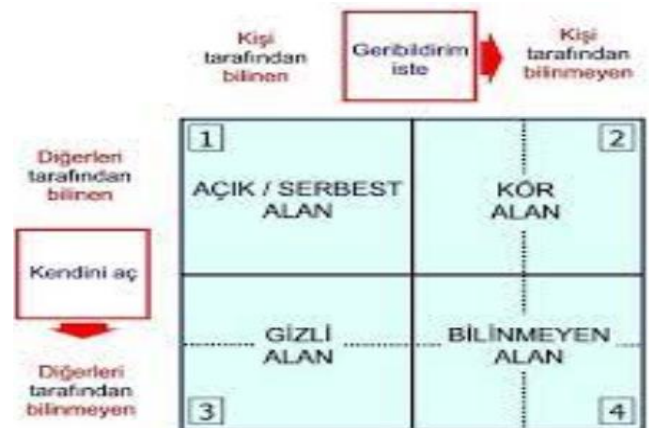 Kişi
tarafından
bilinen
Geribildirim
iste
Kişi
tarafından
bilinmeyen
Diğerleri
tarafından
bilinen
1
AÇIK / SERBEST
ALAN
2
KÖR
ALAN
Kendini aç
Diğerleri
tarafından
bilinmeyen
GİZLİ
ALAN
3
BİLİNMEYEN
ALAN
4